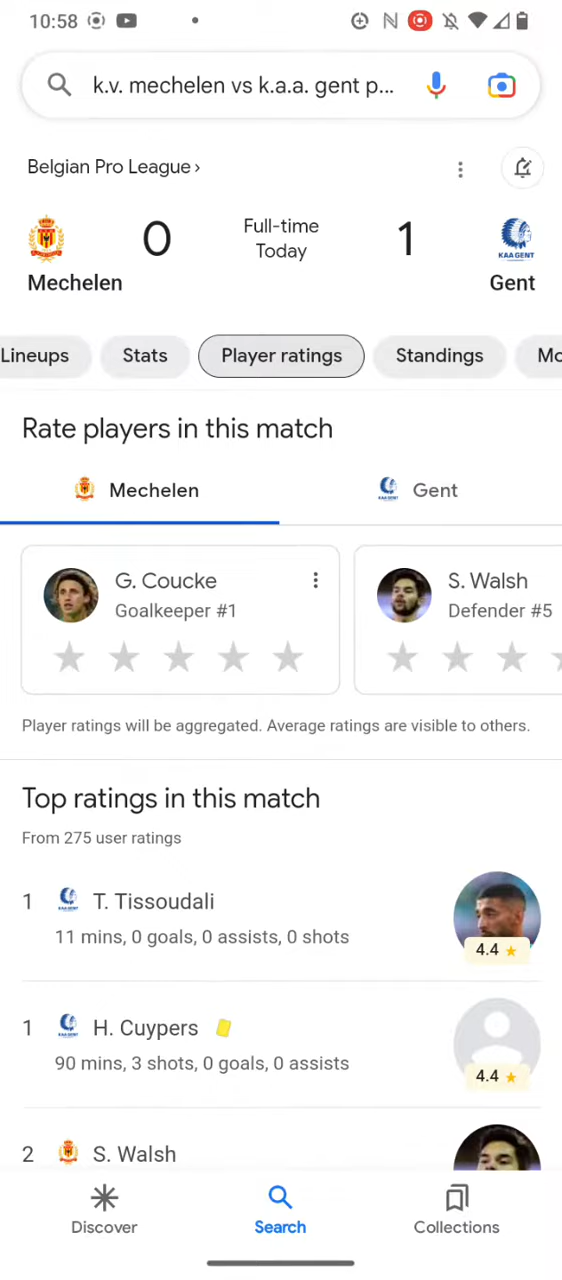 10:58
k.v. mechelen vs k.a.a. gent p...
Belgian Pro League ›
0 Full-time 1
Today
KAA GENT
Mechelen Gent
Lineups Stats Player ratings Standings Mo
Rate players in this match
Mechelen Gent
G. Coucke S. Walsh
Goalkeeper #1 Defender #5
Player ratings will be aggregated. Average ratings are visible to others.
Top ratings in this match
From 275 user ratings
1 T. Tissoudali
11 mins, 0 goals, 0 assists, 0 shots
4.4
1 H. Cuypers
90 mins, 3 shots, 0 goals, 0 assists
4.4
2 S. Walsh
Discover Search Collections